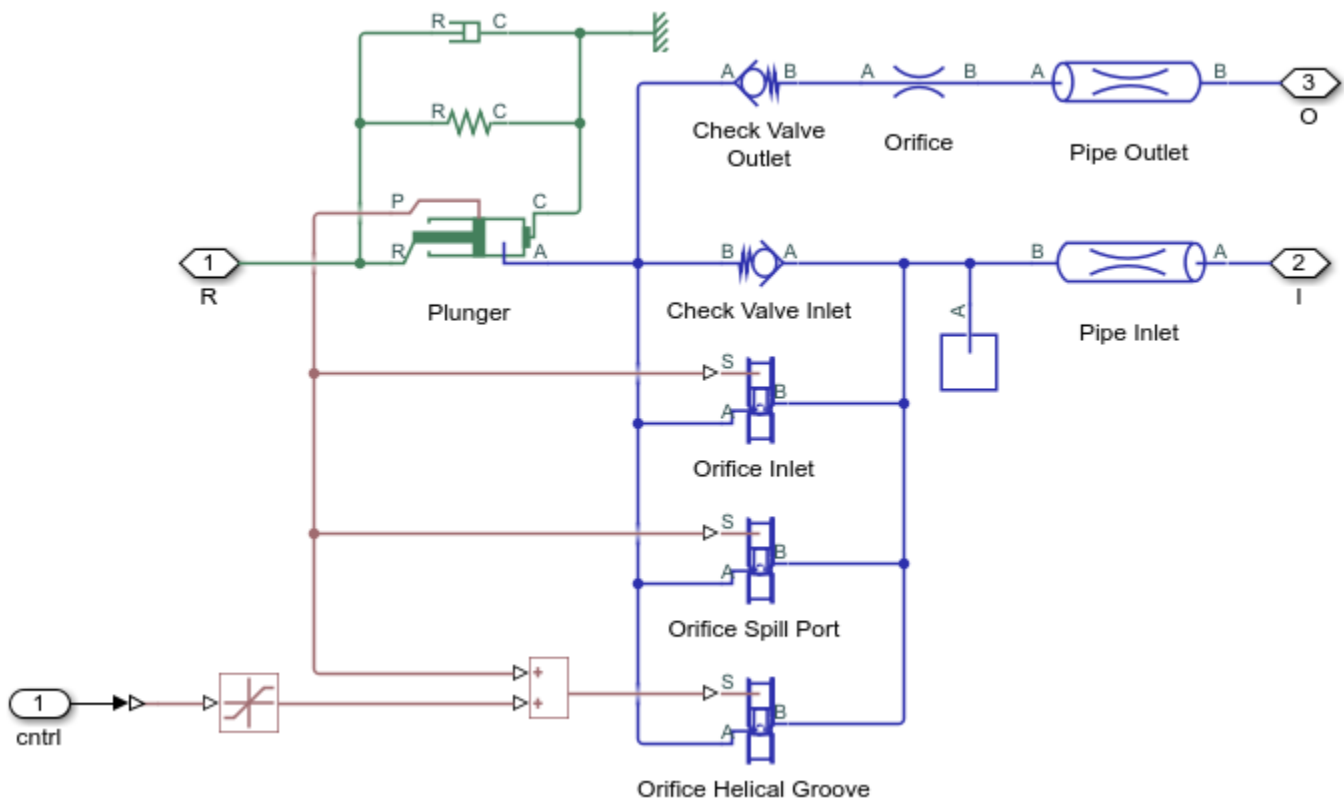 R C
A B A B A B 3
Check Valve
Outlet
Orifice
Pipe Outlet
O
R C
P C
1 R A B A B A 2
R
Plunger
Check Valve Inlet
A
Pipe Inlet
I
S
B
A
Orifice Inlet
S
B
A
Orifice Spill Port
+
S
1
+
B
A
cntrl
Orifice Helical Groove